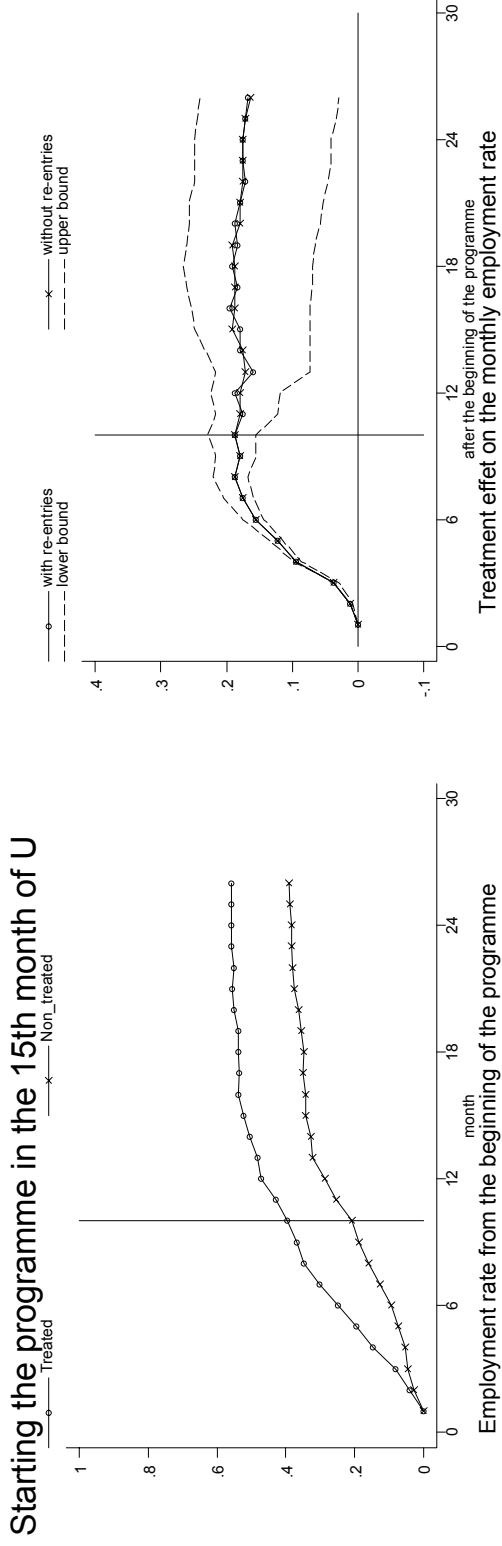 Starting the programme in the 15th month of U
Treated
Non_treated
1
.8
.6
.4
.2
0
0
6
12
18
24
30
month
Employment rate from the beginning of the programme
with re-entries
without re-entries
lower bound
upper bound
.4
.3
.2
.1
0
-.1
0
6
12
18
24
30
after the beginning of the programme
Treatment effet on the monthly employment rate